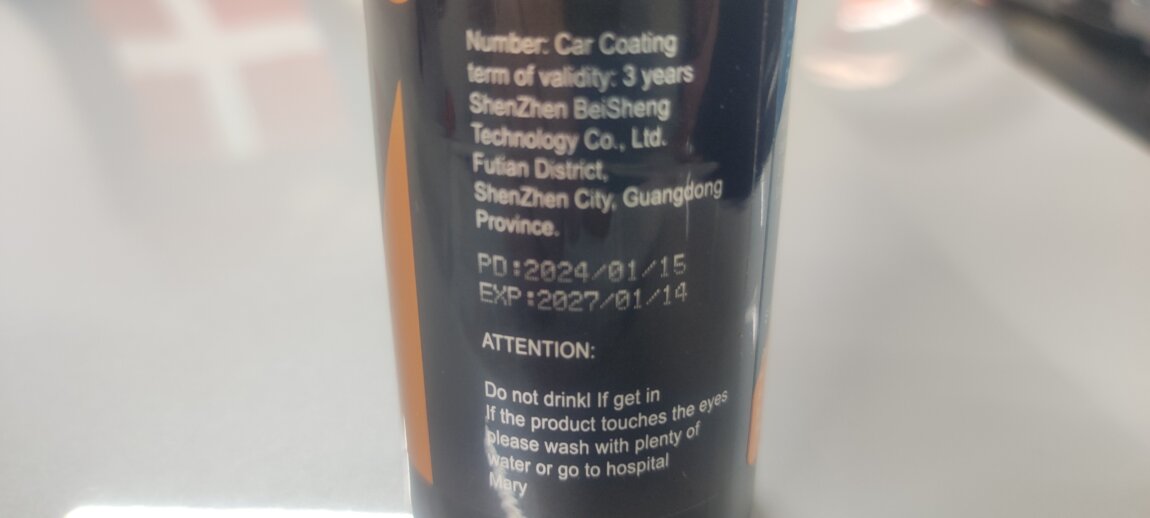 Number: Car Coating
term of validity: 3 years
ShenZhen BeiSheng
Technology Co., Ltd.
Futian District,
ShenZhen City, Guangdong
Province.
PD:2024/01/15
EXP:2027/01/14
ATTENTION:
Do not drinkl If get in
If the product touches the eyes
please wash with plenty of
water or go to hospital
Mary